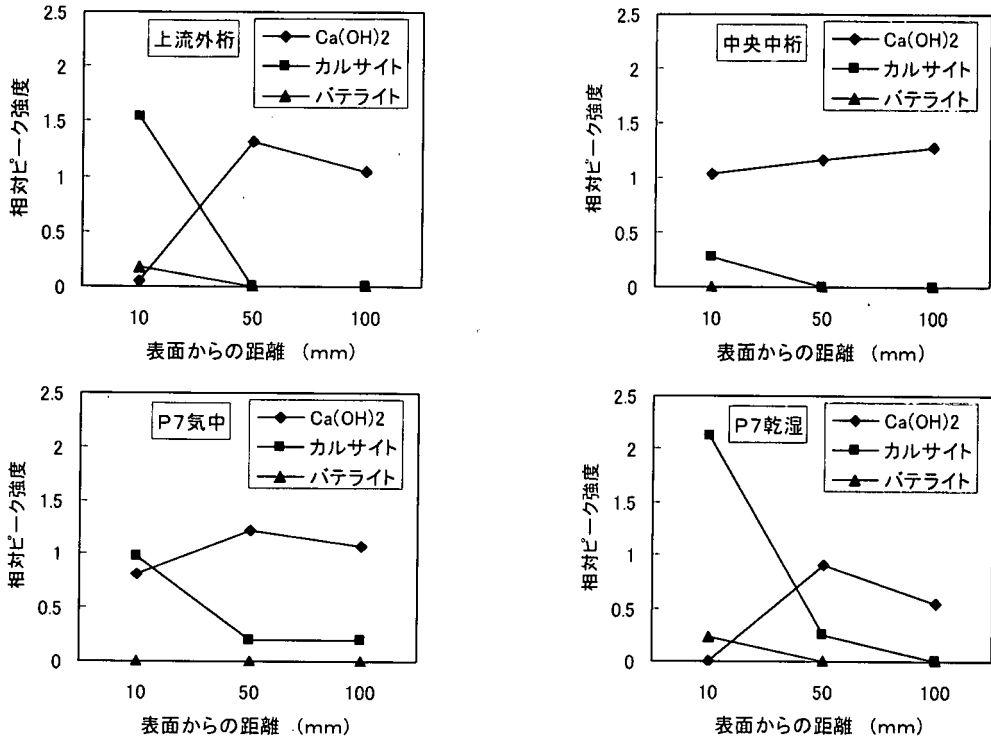 2.5
2
1.5
1
0.5
0
相対ピーク強度
上流外桁
Ca(OH)2
カルサイト
バテライト
10 50 100
表面からの距離 (mm)
2.5
2
1.5
1
0.5
0
相対ピーク強度
中央中桁
Ca(OH)2
カルサイト
バテライト
10 50 100
表面からの距離 (mm)
2.5
2
1.5
1
0.5
0
相対ピーク強度
P7気中
Ca(OH)2
カルサイト
バテライト
10 50 100
表面からの距離 (mm)
2.5
2
1.5
1
0.5
0
相対ピーク強度
P7乾湿
Ca(OH)2
カルサイト
バテライト
10 50 100
表面からの距離 (mm)